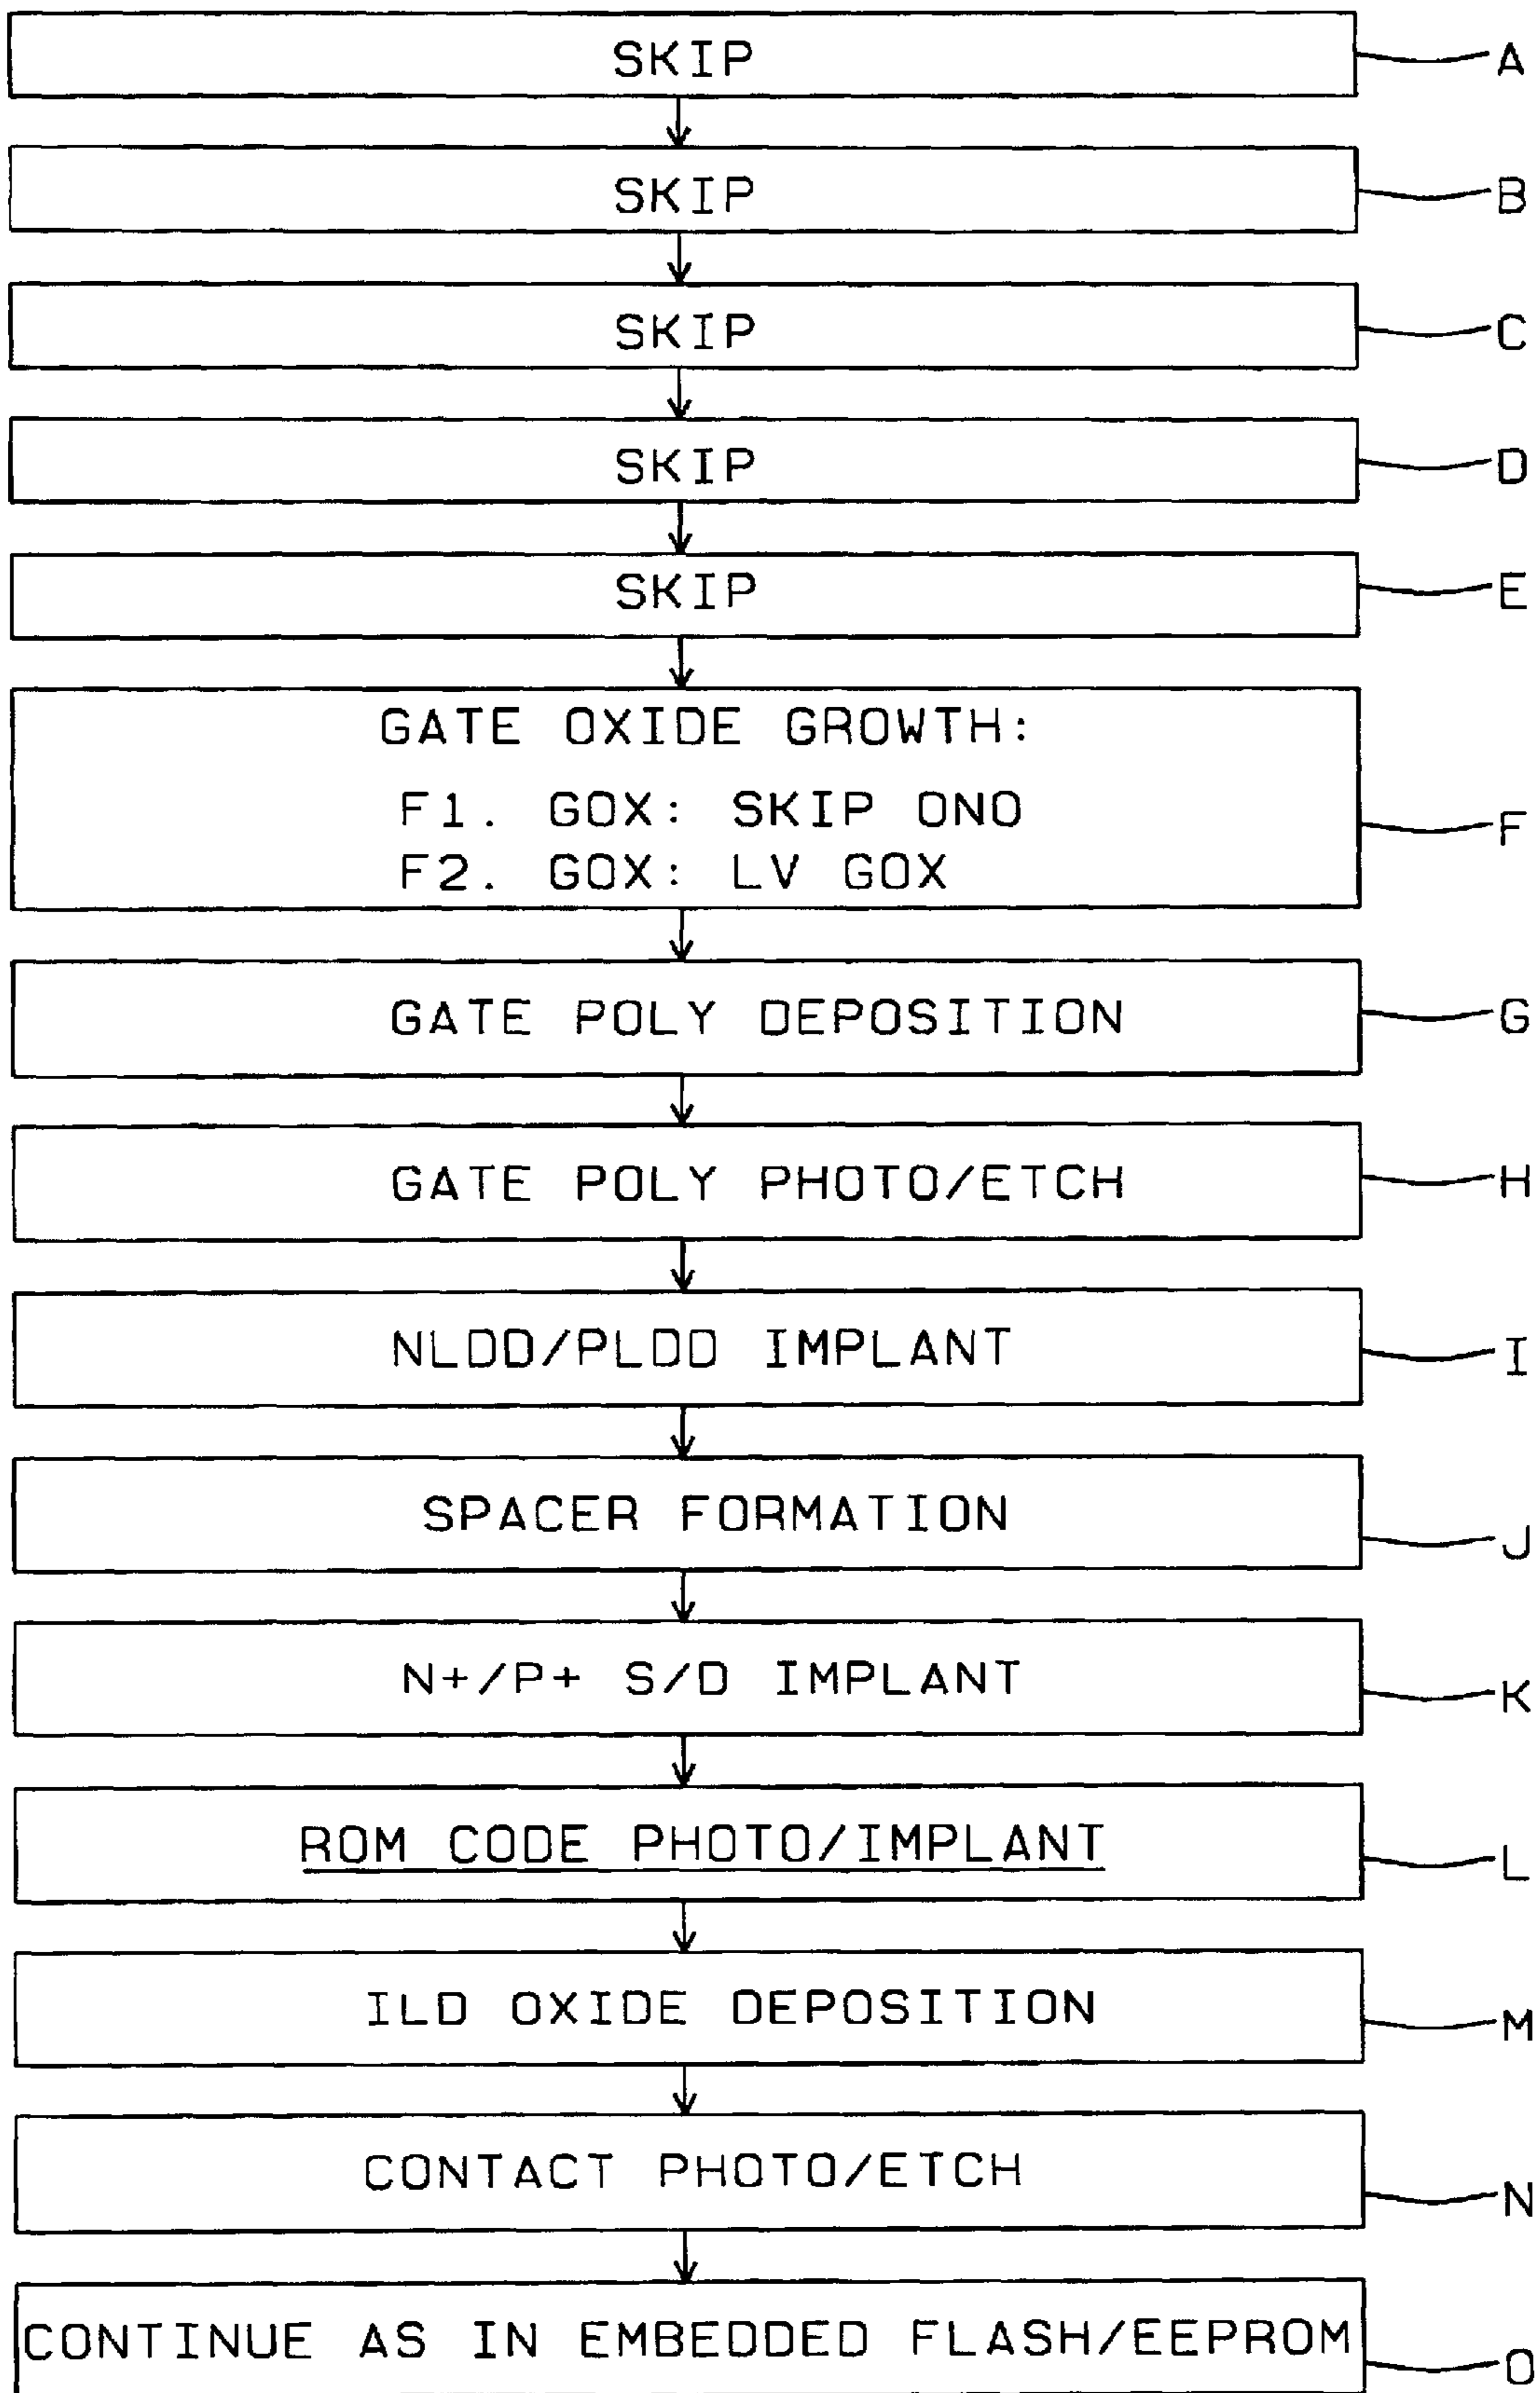 SKIP A
SKIP B
SKIP C
SKIP D
SKIP E
GATE OXIDE GROWTH:
F1. GOX: SKIP ONO
F
F2. GOX: LV GOX
GATE POLY DEPOSITION G
GATE POLY PHOTO/ETCH H
NLDD/PLDD IMPLANT I
SPACER FORMATION J
N+/P+ S/D IMPLANT K
ROM CODE PHOTO/IMPLANT L
ILD OXIDE DEPOSITION M
CONTACT PHOTO/ETCH N
CONTINUE AS IN EMBEDDED FLASH/EEPROM O